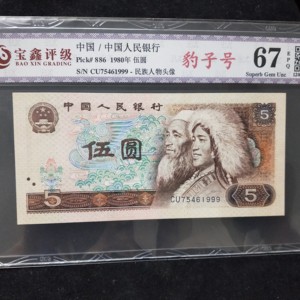 宝鑫评级
BAO XIN GRADING
中国 / 中国人民银行
Pick# 886 1980年 伍圆
S/N CU75461999 - 民族人物头像
豹子号
67
EPQ
Superb Gem Unc
中国人民银行
5
伍圆
5
5
CU75461999